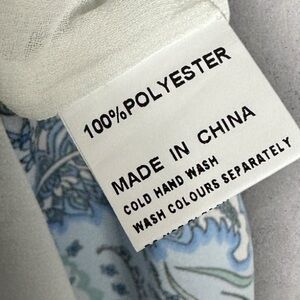 100%POLYESTER
MADE IN CHINA
COLD HAND WASH
WASH COLOURS SEPARATELY